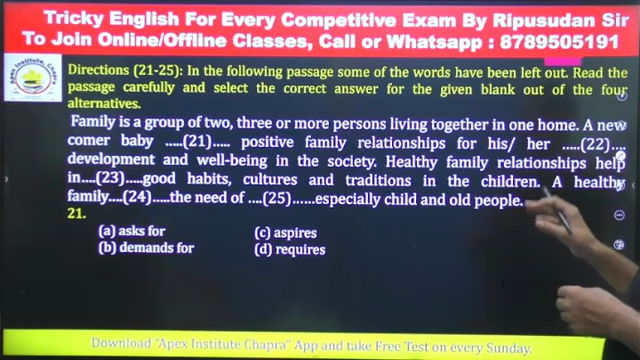 Tricky English For Every Competitive Exam By Ripusudan Sir
To Join Online/Offline Classes, Call or Whatsapp : 8789505191
Apex Institute, Chapra
Directions (21-25): In the following passage some of the words have been left out. Read the
passage carefully and select the correct answer for the given blank out of the four
alternatives.
Family is a group of two, three or more persons living together in one home. A new
comer baby .....(21)..... positive family relationships for his/ her .....(22)....
development and well-being in the society. Healthy family relationships help
in....(23).....good habits, cultures and traditions in the children. A healthy
family....(24).....the need of ....(25)......especially child and old people.
21.
(a) asks for (c) aspires
(b) demands for (d) requires
Download "Apex Institute Chapra" App and take Free Test on every Sunday.